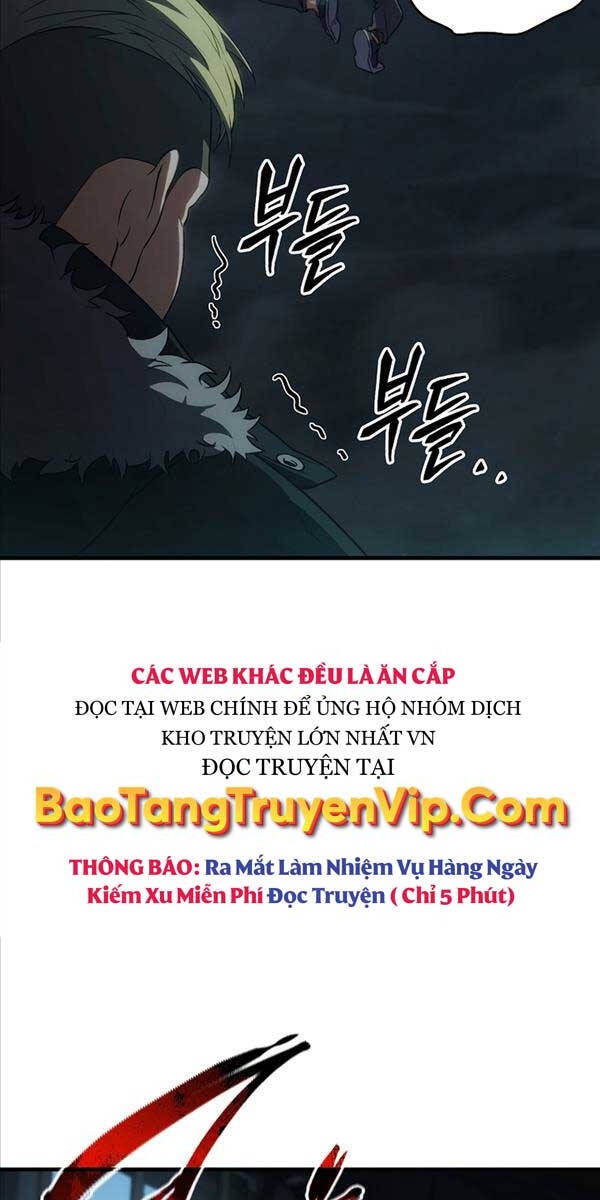 부들
부들..
CÁC WEB KHÁC ĐỀU LÀ ĂN CẮP
ĐỌC TẠI WEB CHÍNH ĐỂ ỦNG HỘ NHÓM DỊCH
KHO TRUYỆN LỚN NHẤT VN
ĐỌC TRUYỆN TẠI
BaoTangTruyenVip.Com
THÔNG BÁO: Ra Mắt Làm Nhiệm Vụ Hàng Ngày
Kiếm Xu Miễn Phí Đọc Truyện ( Chỉ 5 Phút)